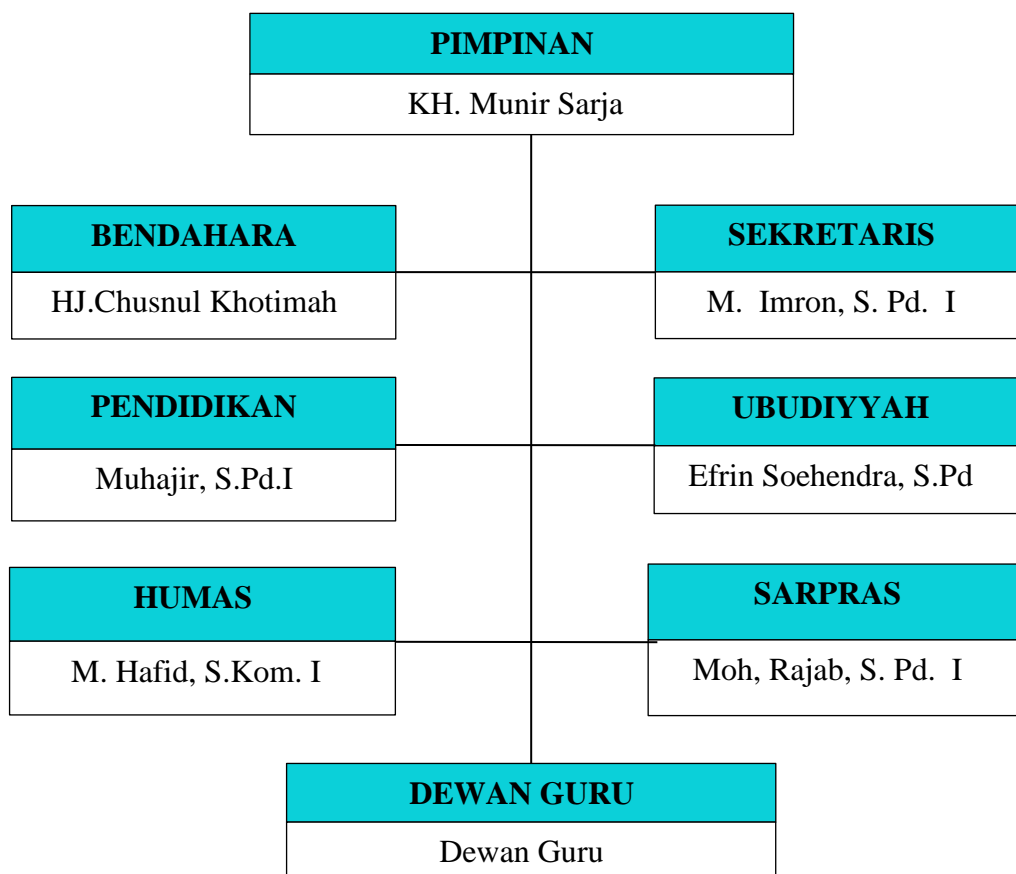 PIMPINAN
KH. Munir Sarja
BENDAHARA
HJ.Chusnul Khotimah
SEKRETARIS
M. Imron, S. Pd. I
PENDIDIKAN
Muhajir, S.Pd.I
UBUDIYYAH
Efrin Soehendra, S.Pd
HUMAS
M. Hafid, S.Kom. I
SARPRAS
Moh, Rajab, S. Pd. I
DEWAN GURU
Dewan Guru